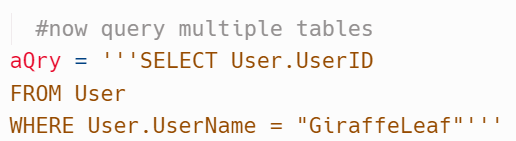 #now query multiple tables
aQry = '''SELECT User.UserID
FROM User
WHERE User.UserName = "GiraffeLeaf"'''